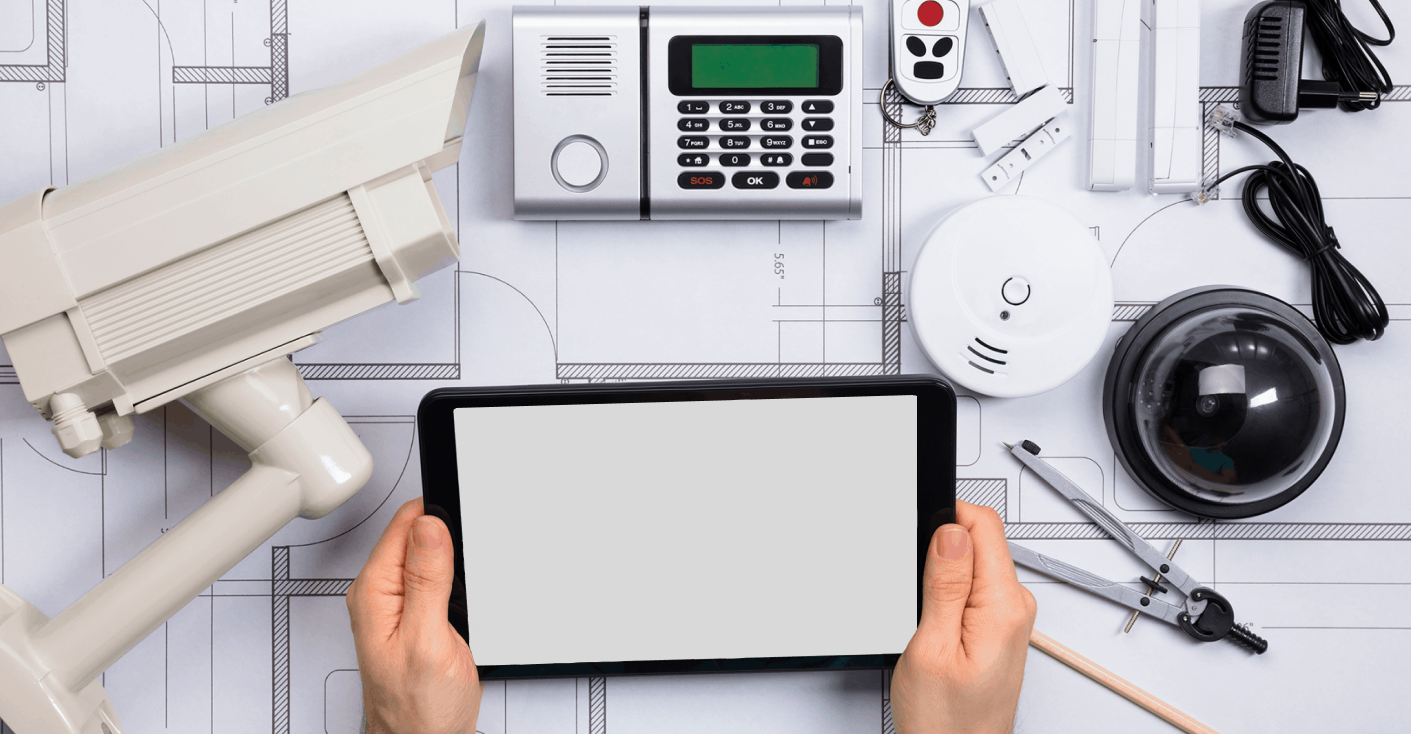 1 2 ABC 3 DEF
4 GHI 5 JKL 6 MNO
7 PQRS 8 TUV 9 WXYZ ESC
* 0 #
SOS OK
5.65"